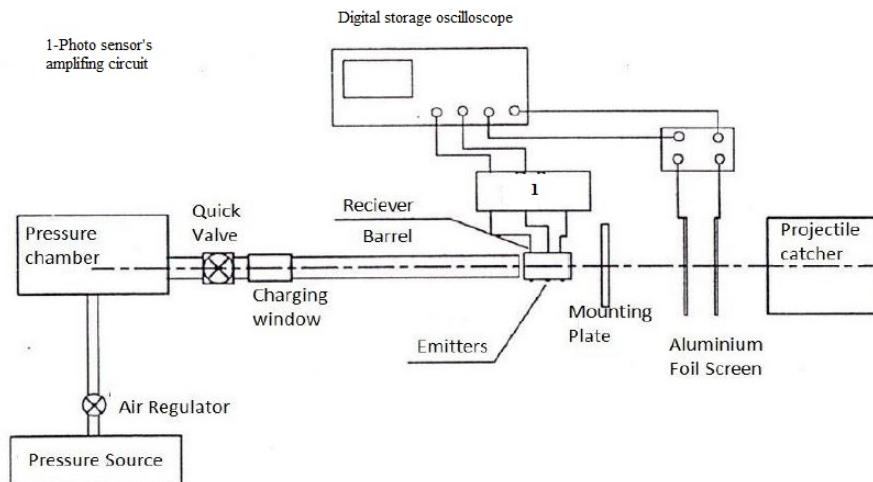 Digital storage oscilloscope
1-Photo sensor's
amplifing circuit
1
Reciever
Quick
Valve
Barrel
Pressure
chamber
Projectile
catcher
Charging
window
Mounting
Plate
Emitters
Aluminium
Foil Screen
Air Regulator
Pressure Source